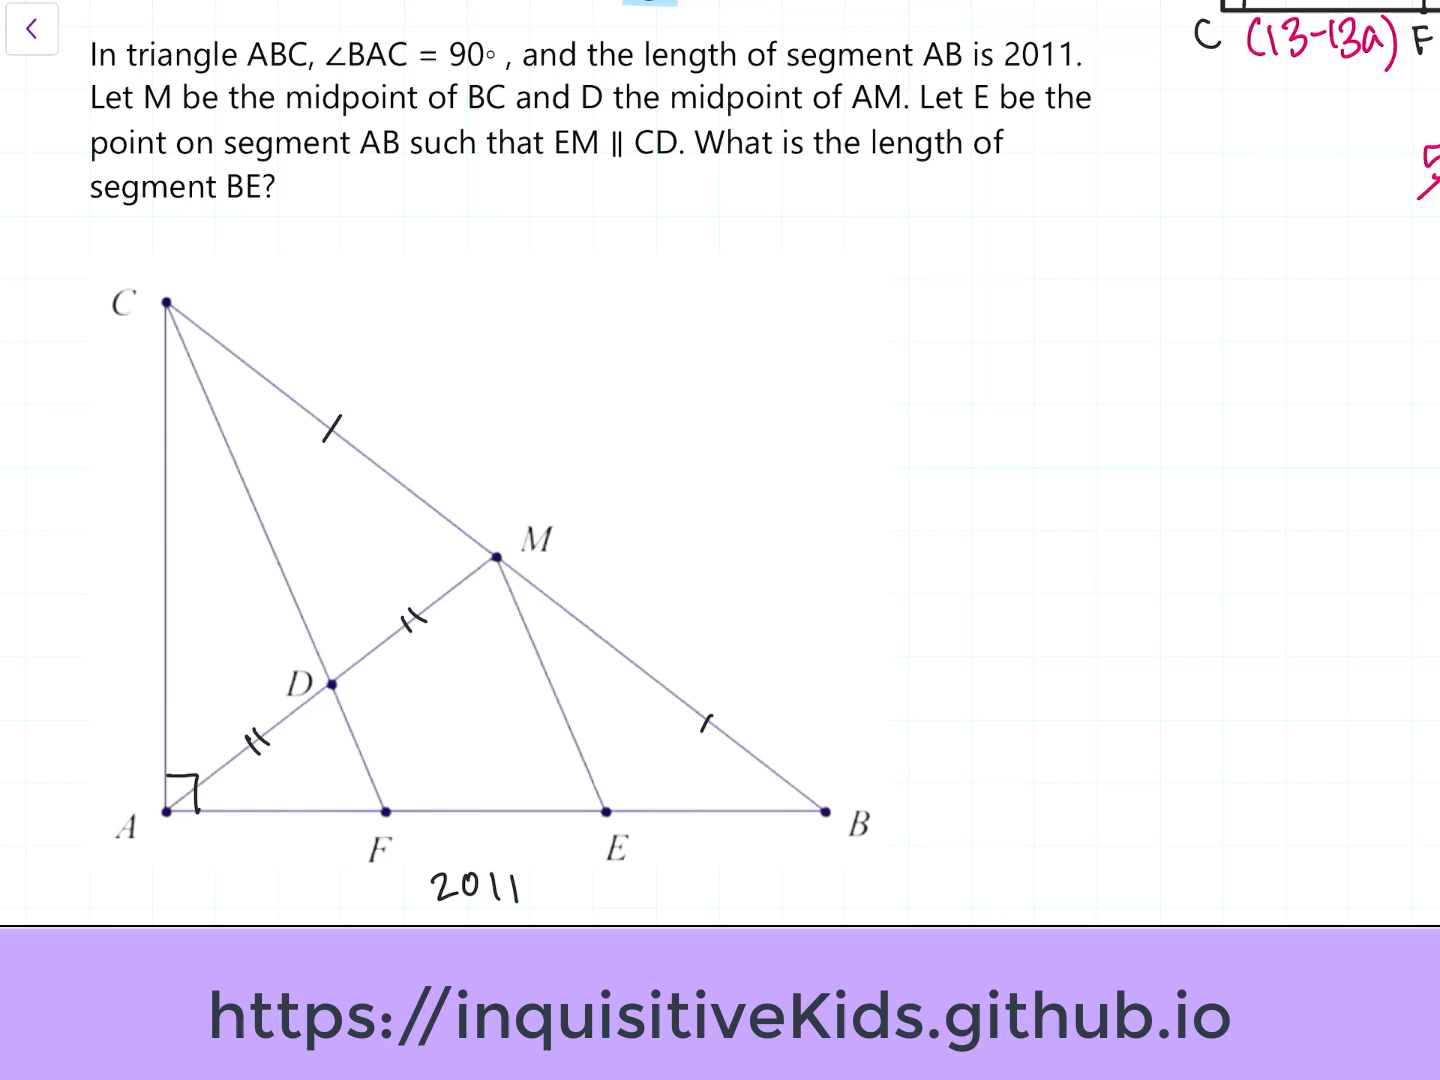 In triangle ABC, ∠BAC = 90◦ , and the length of segment AB is 2011.
Let M be the midpoint of BC and D the midpoint of AM. Let E be the
point on segment AB such that EM ∥ CD. What is the length of
segment BE?
C (13-13a) F
C
M
D
A
F
E
B
2011
https://inquisitiveKids.github.io